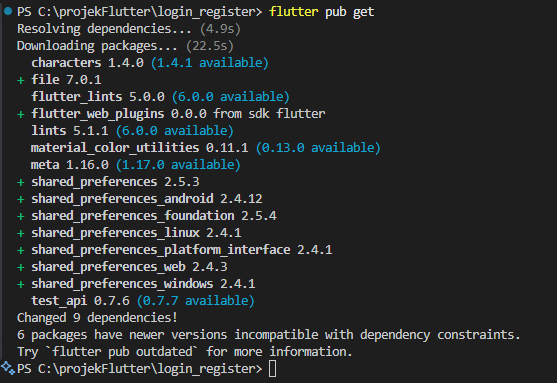 PS C:\projekFlutter\login_register> flutter pub get
Resolving dependencies... (4.9s)
Downloading packages... (22.5s)
  characters 1.4.0 (1.4.1 available)
+ file 7.0.1
  flutter_lints 5.0.0 (6.0.0 available)
+ flutter_web_plugins 0.0.0 from sdk flutter
  lints 5.1.1 (6.0.0 available)
  material_color_utilities 0.11.1 (0.13.0 available)
  meta 1.16.0 (1.17.0 available)
+ shared_preferences 2.5.3
+ shared_preferences_android 2.4.12
+ shared_preferences_foundation 2.5.4
+ shared_preferences_linux 2.4.1
+ shared_preferences_platform_interface 2.4.1
+ shared_preferences_web 2.4.3
+ shared_preferences_windows 2.4.1
  test_api 0.7.6 (0.7.7 available)
Changed 9 dependencies!
6 packages have newer versions incompatible with dependency constraints.
Try `flutter pub outdated` for more information.
PS C:\projekFlutter\login_register>